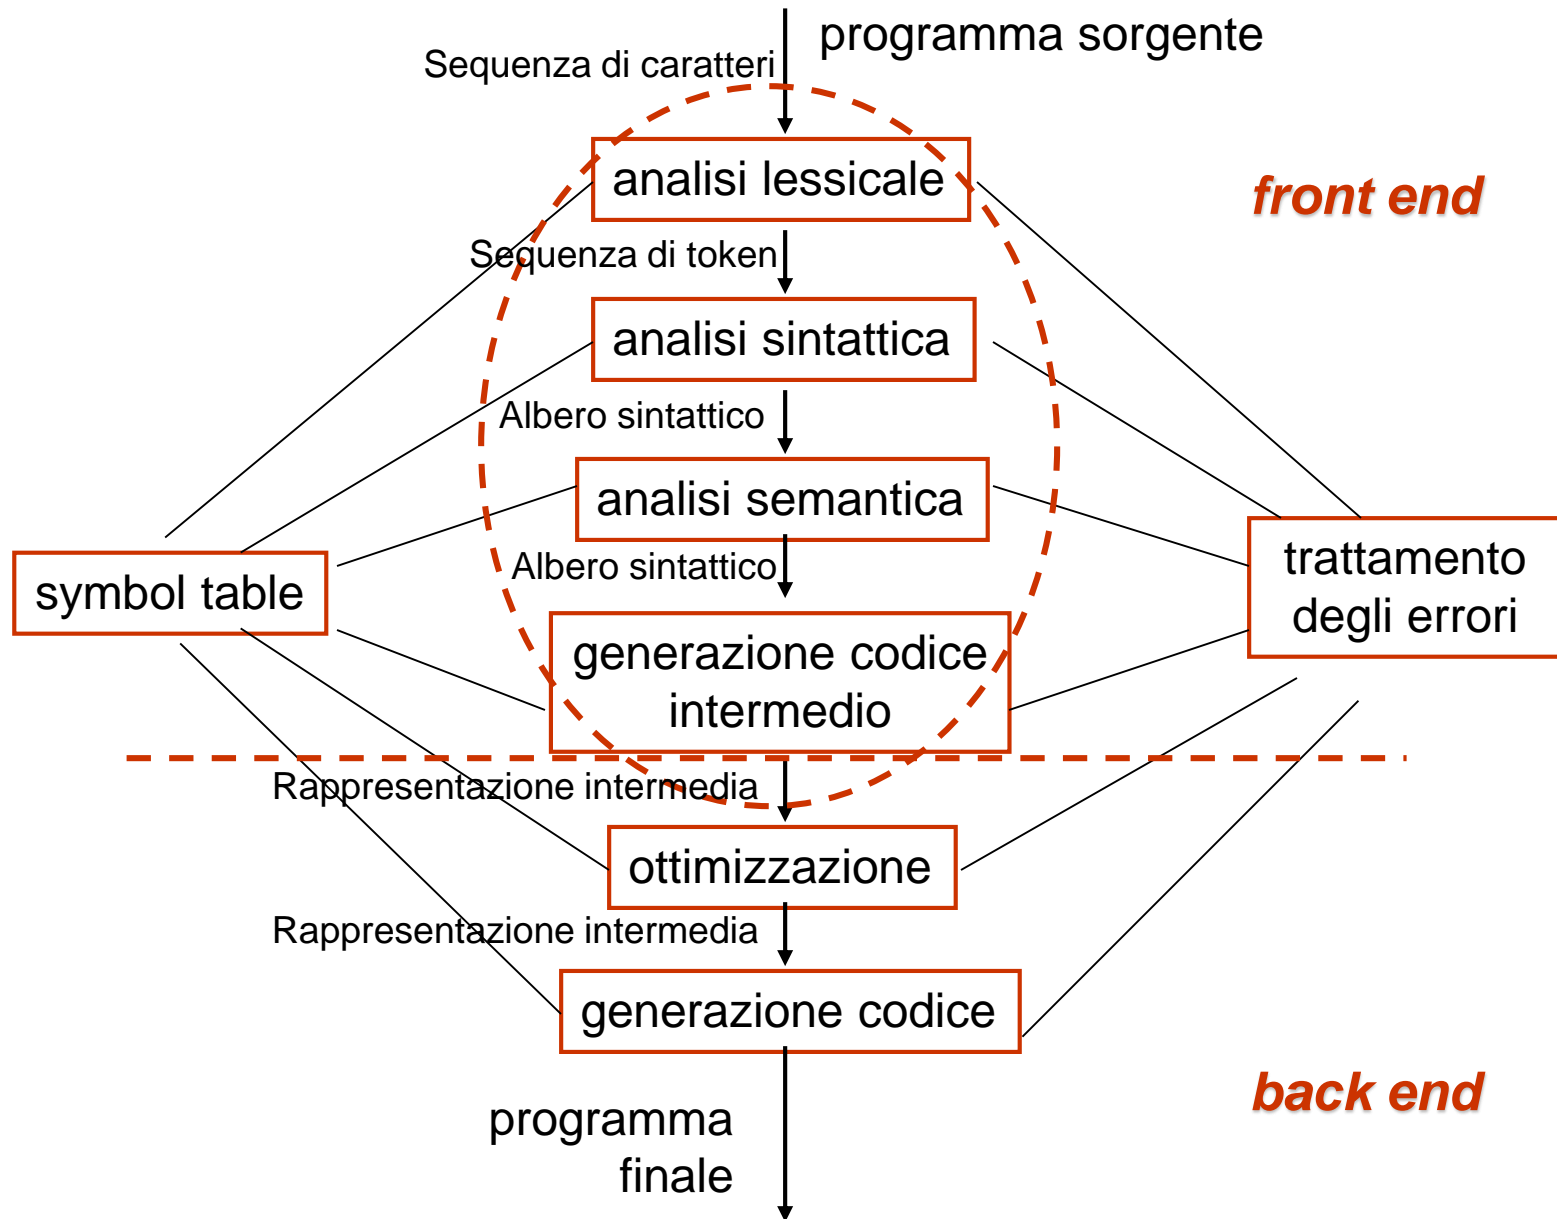 programma sorgente
Sequenza di caratteri
analisi lessicale
front end
Sequenza di token
analisi sintattica
Albero sintattico
analisi semantica
Albero sintattico
symbol table
trattamento
degli errori
generazione codice
intermedio
Rappresentazione intermedia
ottimizzazione
Rappresentazione intermedia
generazione codice
back end
programma
finale